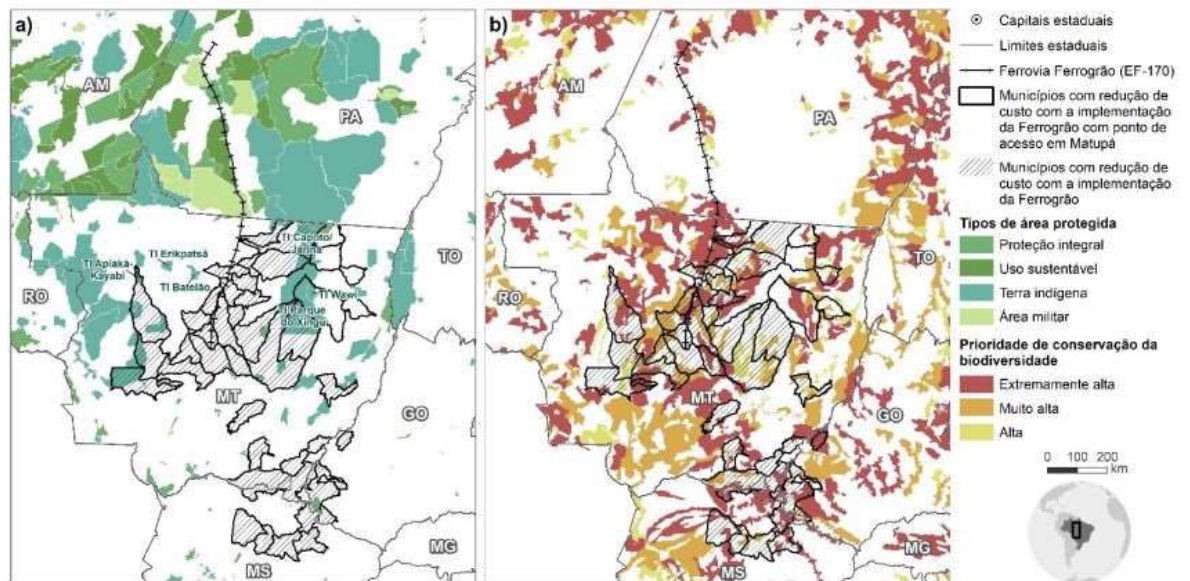 a)
AM
PA
RO
TI Apiaká-
Kayabi
TI Erikpatsá
TI Batelão
TI Capoto/
Jarina
TI Wawi
TI Parque
do Xingu
TO
MT
GO
MS
MG
b)
AM
PA
RO
TO
MT
GO
MS
MG
Capitais estaduais
Limites estaduais
Ferrovia Ferrogrão (EF-170)
Municípios com redução de
custo com a implementação
da Ferrogrão com ponto de
acesso em Matupá
Municípios com redução de
custo com a implementação
da Ferrogrão
Tipos de área protegida
Proteção integral
Uso sustentável
Terra indígena
Área militar
Prioridade de conservação da
biodiversidade
Extremamente alta
Muito alta
Alta
0 100 200
km